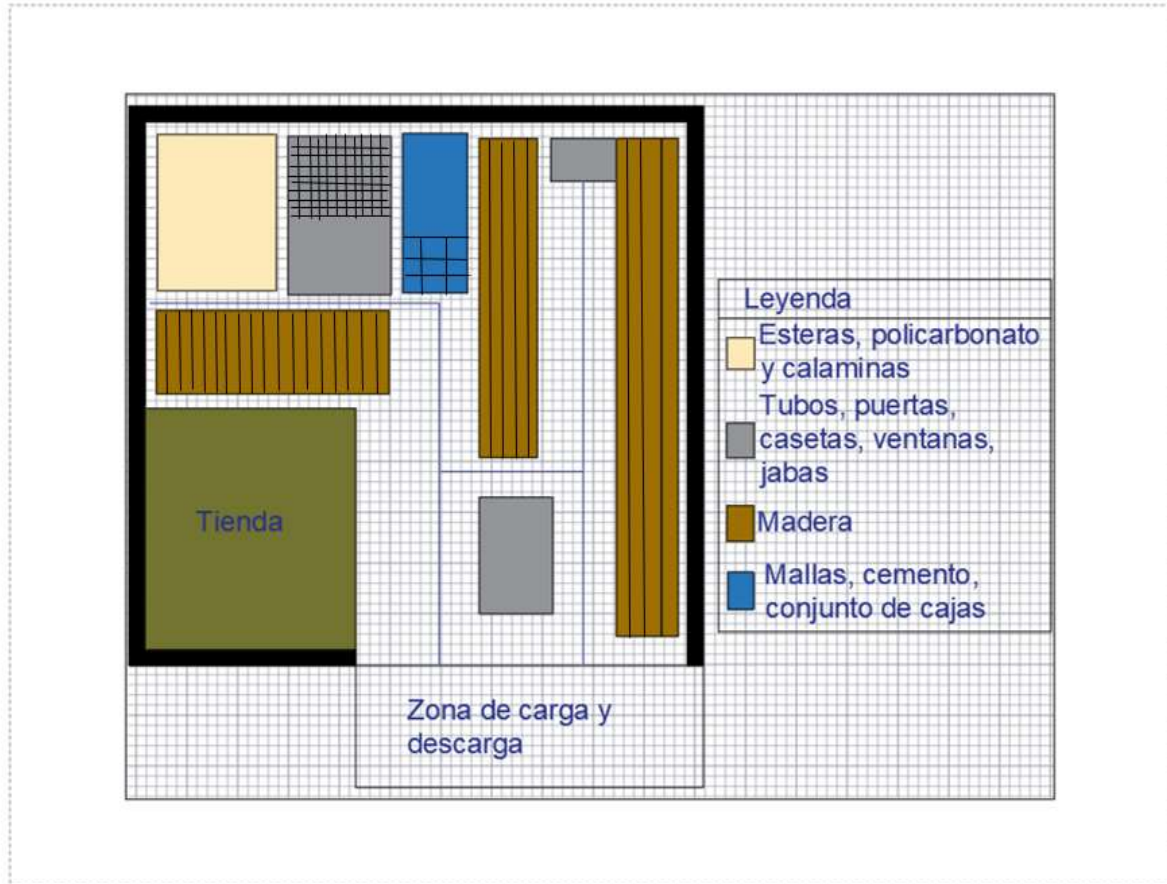 Tienda
Zona de carga y
descarga
Leyenda
Esteras, policarbonato
y calaminas
Tubos, puertas,
casetas, ventanas,
jabas
Madera
Mallas, cemento,
conjunto de cajas